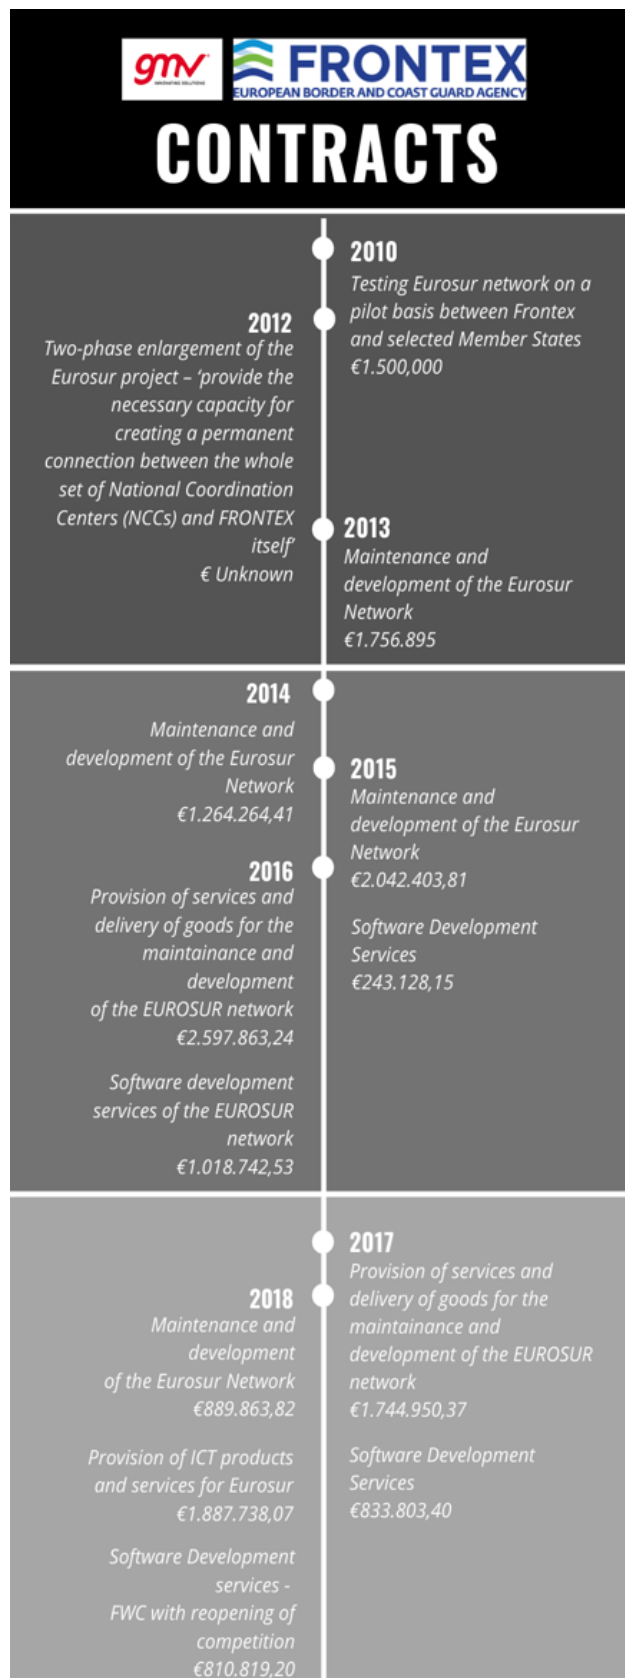 gmv
INNOVATING SOLUTIONS
FRONTEX
EUROPEAN BORDER AND COAST GUARD AGENCY
CONTRACTS
2010
Testing Eurosur network on a
pilot basis between Frontex
and selected Member States
€1.500,000
2012
Two-phase enlargement of the
Eurosur project – ‘provide the
necessary capacity for
creating a permanent
connection between the whole
set of National Coordination
Centers (NCCs) and FRONTEX
itself’
€ Unknown
2013
Maintenance and
development of the Eurosur
Network
€1.756.895
2014
Maintenance and
development of the Eurosur
Network
€1.264.264,41
2015
Maintenance and
development of the Eurosur
Network
€2.042.403,81
Software Development
Services
€243.128,15
2016
Provision of services and
delivery of goods for the
maintainance and
development
of the EUROSUR network
€2.597.863,24
Software development
services of the EUROSUR
network
€1.018.742,53
2017
Provision of services and
delivery of goods for the
maintainance and
development of the EUROSUR
network
€1.744.950,37
Software Development
Services
€833.803,40
2018
Maintenance and
development
of the Eurosur Network
€889.863,82
Provision of ICT products
and services for Eurosur
€1.887.738,07
Software Development
services -
FWC with reopening of
competition
€810.819,20